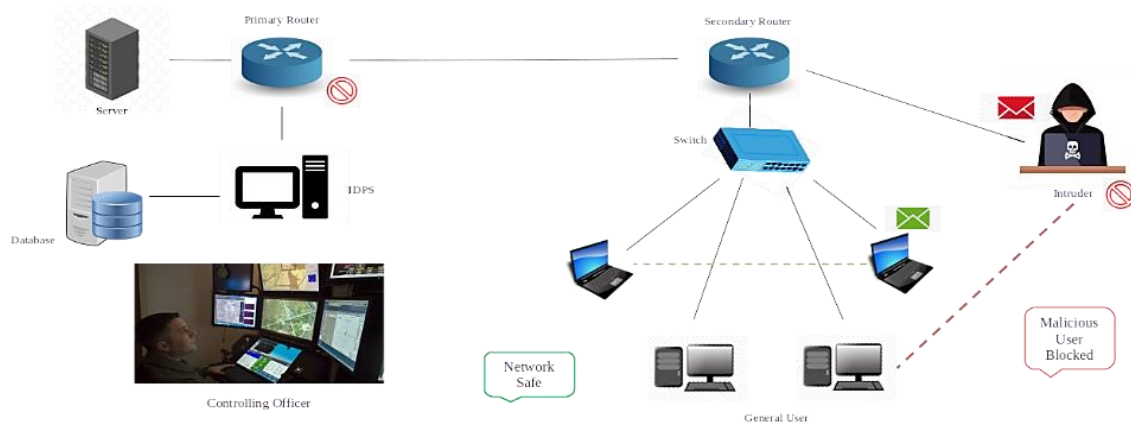 Primary Router
Secondary Router
Server
Switch
IDPS
Intruder
Database
Network
Safe
Malicious
User
Blocked
Controlling Officer
General User